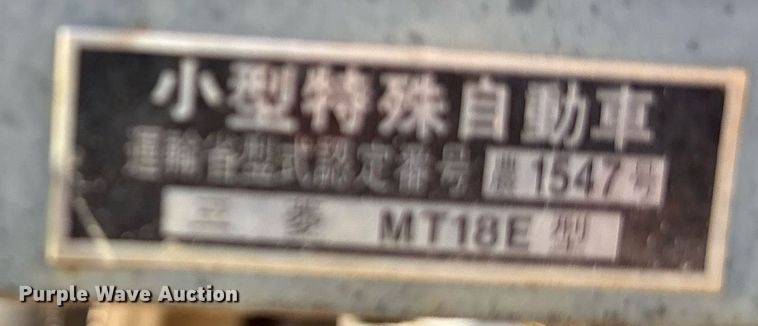 小型特殊自動車
運輸省型式認定番号 農1547号
三菱 MT18E 型
Purple Wave Auction